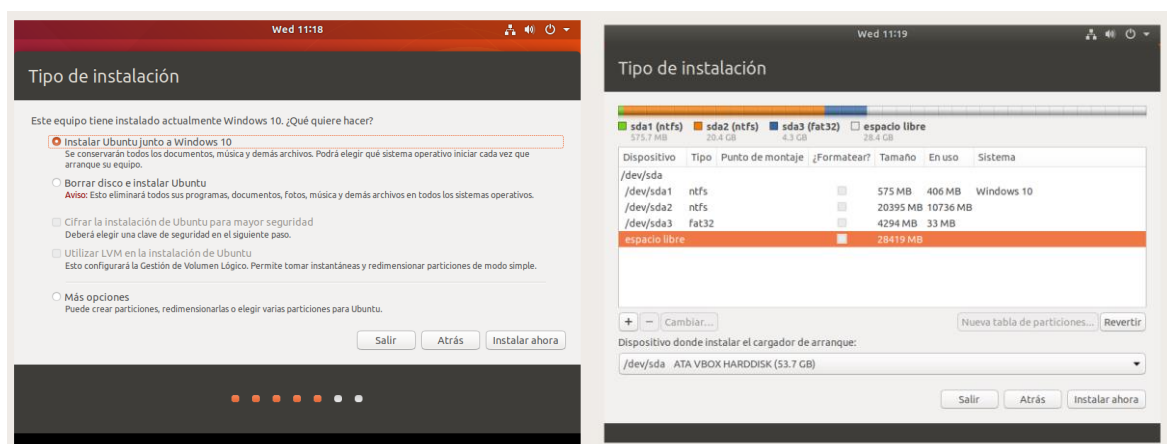 Wed 11:18
Tipo de instalación
Este equipo tiene instalado actualmente Windows 10. ¿Qué quiere hacer?
Instalar Ubuntu junto a Windows 10
Se conservarán todos los documentos, música y demás archivos. Podrá elegir qué sistema operativo iniciar cada vez que
arranque su equipo.
Borrar disco e instalar Ubuntu
Aviso: Esto eliminará todos sus programas, documentos, fotos, música y demás archivos en todos los sistemas operativos.
Cifrar la instalación de Ubuntu para mayor seguridad
Deberá elegir una clave de seguridad en el siguiente paso.
Utilizar LVM en la instalación de Ubuntu
Esto configurará la Gestión de Volumen Lógico. Permite tomar instantáneas y redimensionar particiones de modo simple.
Más opciones
Puede crear particiones, redimensionarlas o elegir varias particiones para Ubuntu.
Salir Atrás Instalar ahora
Wed 11:19
Tipo de instalación
sda1 (ntfs) sda2 (ntfs) sda3 (fat32) espacio libre
575.7 MB 20.4 GB 4.3 GB 28.4 GB
Dispositivo Tipo Punto de montaje ¿Formatear? Tamaño En uso Sistema
/dev/sda
/dev/sda1 ntfs 575 MB 406 MB Windows 10
/dev/sda2 ntfs 20395 MB 10736 MB
/dev/sda3 fat32 4294 MB 33 MB
espacio libre 28419 MB
+ − Cambiar... Nueva tabla de particiones... Revertir
Dispositivo donde instalar el cargador de arranque:
/dev/sda ATA VBOX HARDDISK (53.7 GB)
Salir Atrás Instalar ahora